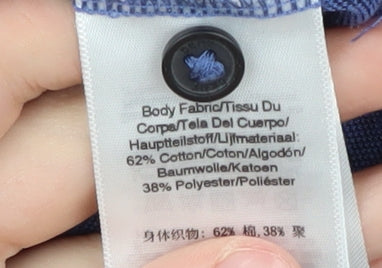 Body Fabric/Tissu Du
Corps/Tela Del Cuerpo/
Hauptteilstoff/Lijfmateriaal:
62% Cotton/Coton/Algodón/
Baumwolle/Katoen
38% Polyester/Poliéster
身体织物: 62% 棉, 38% 聚